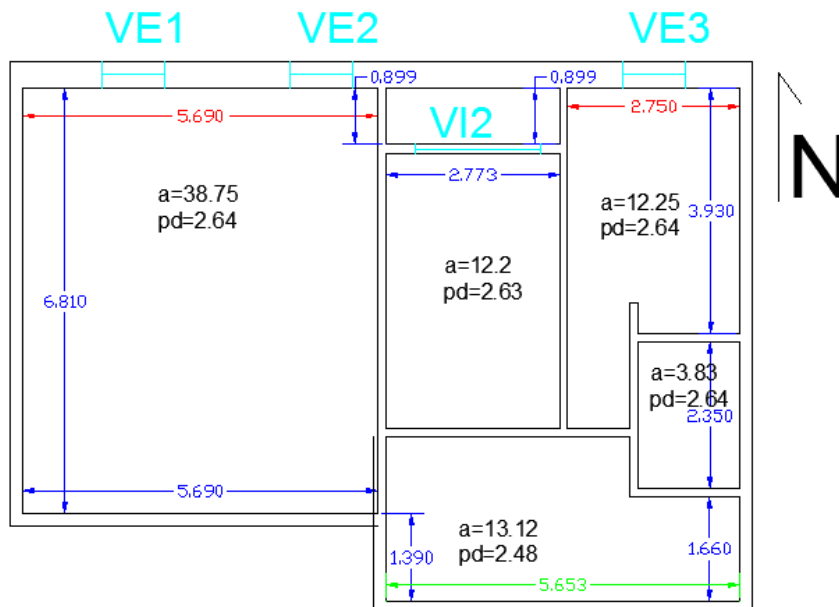 VE1 VE2 VE3
0.899 0.899
5.690 2.750
VI2
2.773
a=38.75
pd=2.64
a=12.25
pd=2.64
3.930
a=12.2
pd=2.63
6.810
a=3.83
pd=2.64
2.350
5.690
a=13.12
pd=2.48
1.390
1.660
5.653
N